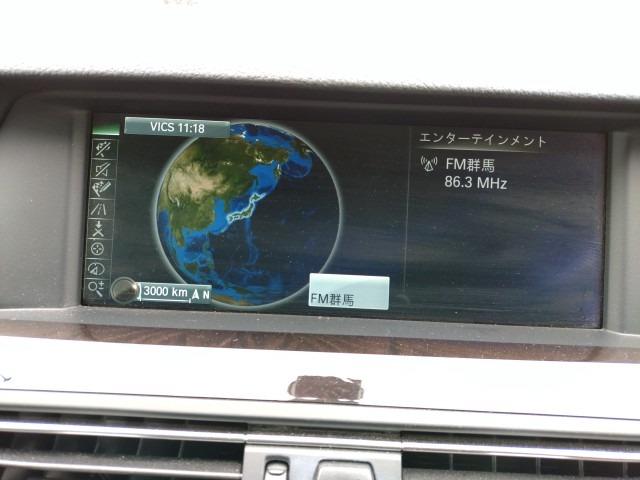 VICS 11:18
エンターテインメント
FM群馬
86.3 MHz
3000 km N
FM群馬